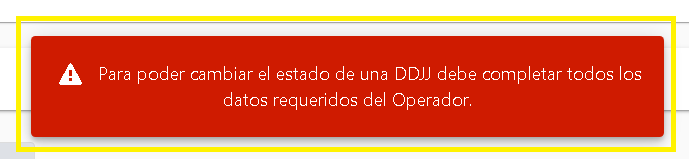 Para poder cambiar el estado de una DDJJ debe completar todos los
datos requeridos del Operador.